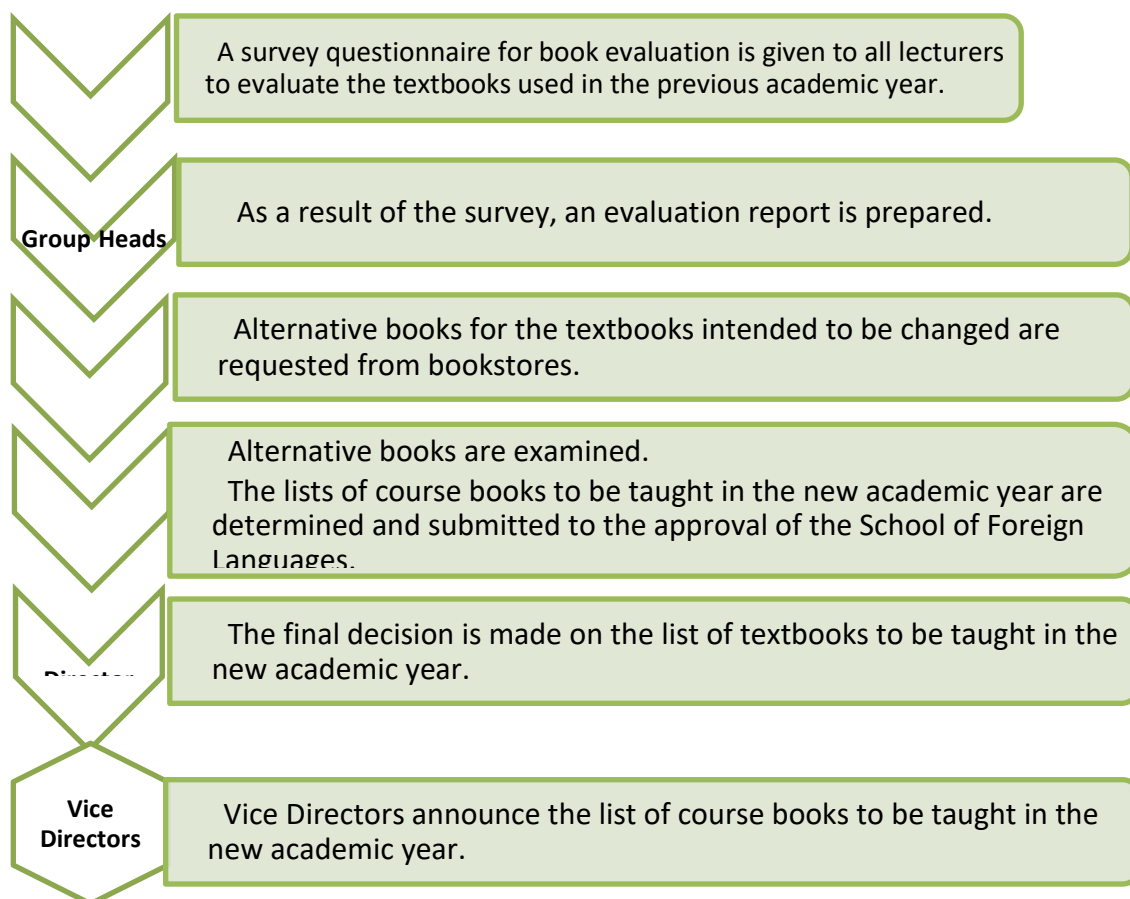 A survey questionnaire for book evaluation is given to all lecturers
to evaluate the textbooks used in the previous academic year.
Group Heads
As a result of the survey, an evaluation report is prepared.
Alternative books for the textbooks intended to be changed are
requested from bookstores.
Alternative books are examined.
The lists of course books to be taught in the new academic year are
determined and submitted to the approval of the School of Foreign
Languages.
Director
The final decision is made on the list of textbooks to be taught in the
new academic year.
Vice
Directors
Vice Directors announce the list of course books to be taught in the
new academic year.